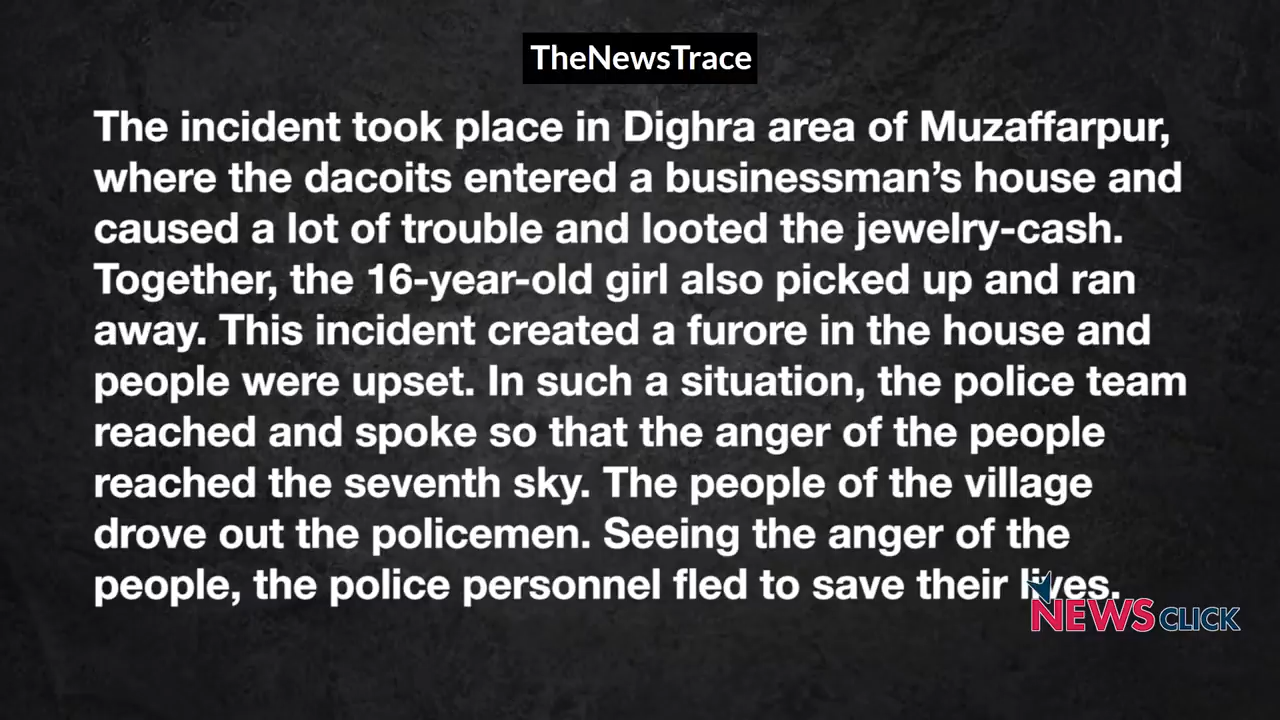 TheNewsTrace
The incident took place in Dighra area of Muzaffarpur,
where the dacoits entered a businessman’s house and
caused a lot of trouble and looted the jewelry-cash.
Together, the 16-year-old girl also picked up and ran
away. This incident created a furore in the house and
people were upset. In such a situation, the police team
reached and spoke so that the anger of the people
reached the seventh sky. The people of the village
drove out the policemen. Seeing the anger of the
people, the police personnel fled to save their lives.
NEWSCLICK